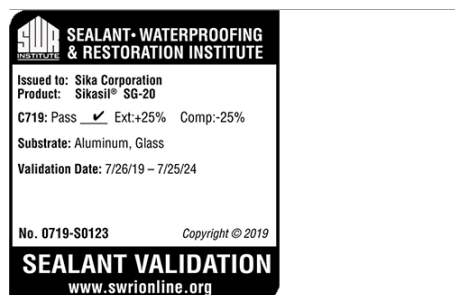 SWR
INSTITUTE
SEALANT • WATERPROOFING
& RESTORATION INSTITUTE
Issued to: Sika Corporation
Product: Sikasil® SG-20
C719: Pass ✔ Ext:+25% Comp:-25%
Substrate: Aluminum, Glass
Validation Date: 7/26/19 – 7/25/24
No. 0719-S0123 Copyright © 2019
SEALANT VALIDATION
www.swrionline.org